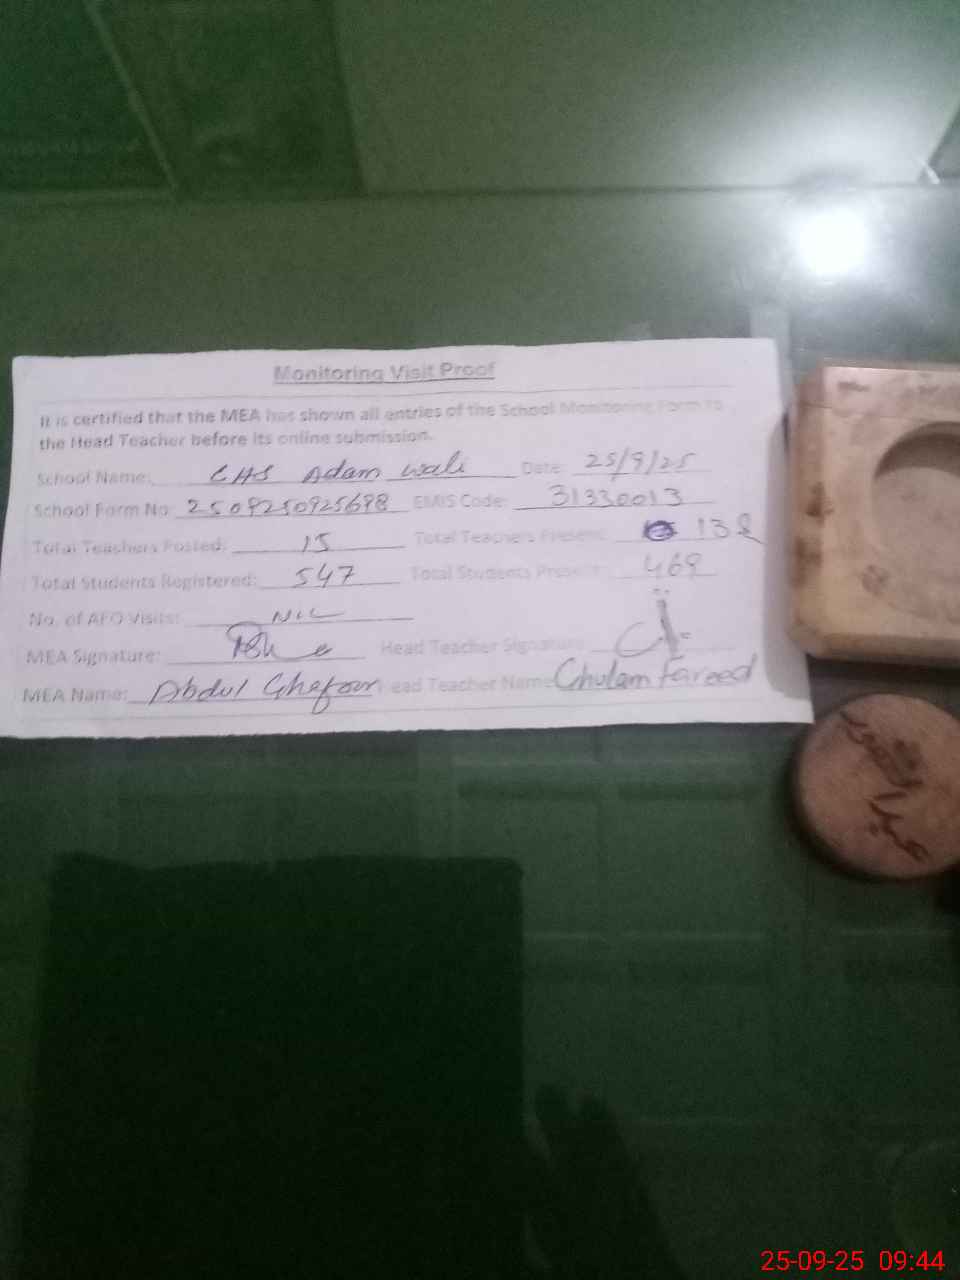 Monitoring Visit Proof
It is certified that the MEA has shown all entries of the School Monitoring Form to
the Head Teacher before its online submission.
School Name: GHS Adam Wali Date: 25/9/25
School Form No: 2509250925698 EMIS Code: 31330013
Total Teachers Posted: 15 Total Teachers Present: 13
Total Students Registered: 547 Total Students Present: 469
No. of AEO Visits: Nil
MEA Signature: Head Teacher Signature:
MEA Name: Abdul Ghafoor ead Teacher Name Ghulam Fareed
25-09-25 09:44